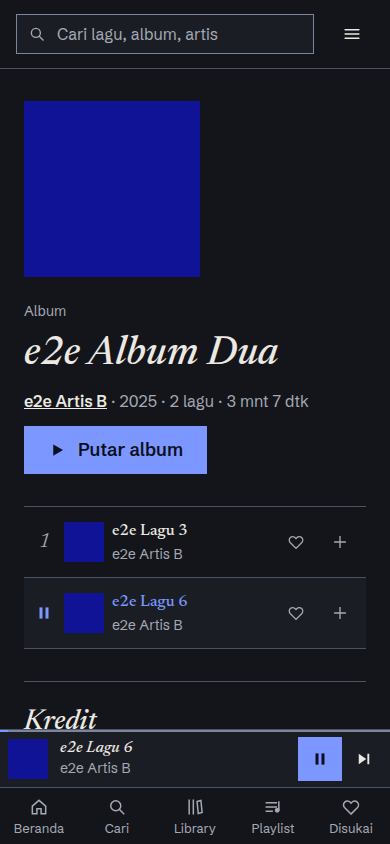 Cari lagu, album, artis
Album
e2e Album Dua
e2e Artis B · 2025 · 2 lagu · 3 mnt 7 dtk
Putar album
1
e2e Lagu 3
e2e Artis B
e2e Lagu 6
e2e Artis B
Kredit
e2e Lagu 6
e2e Artis B
Beranda Cari Library Playlist Disukai